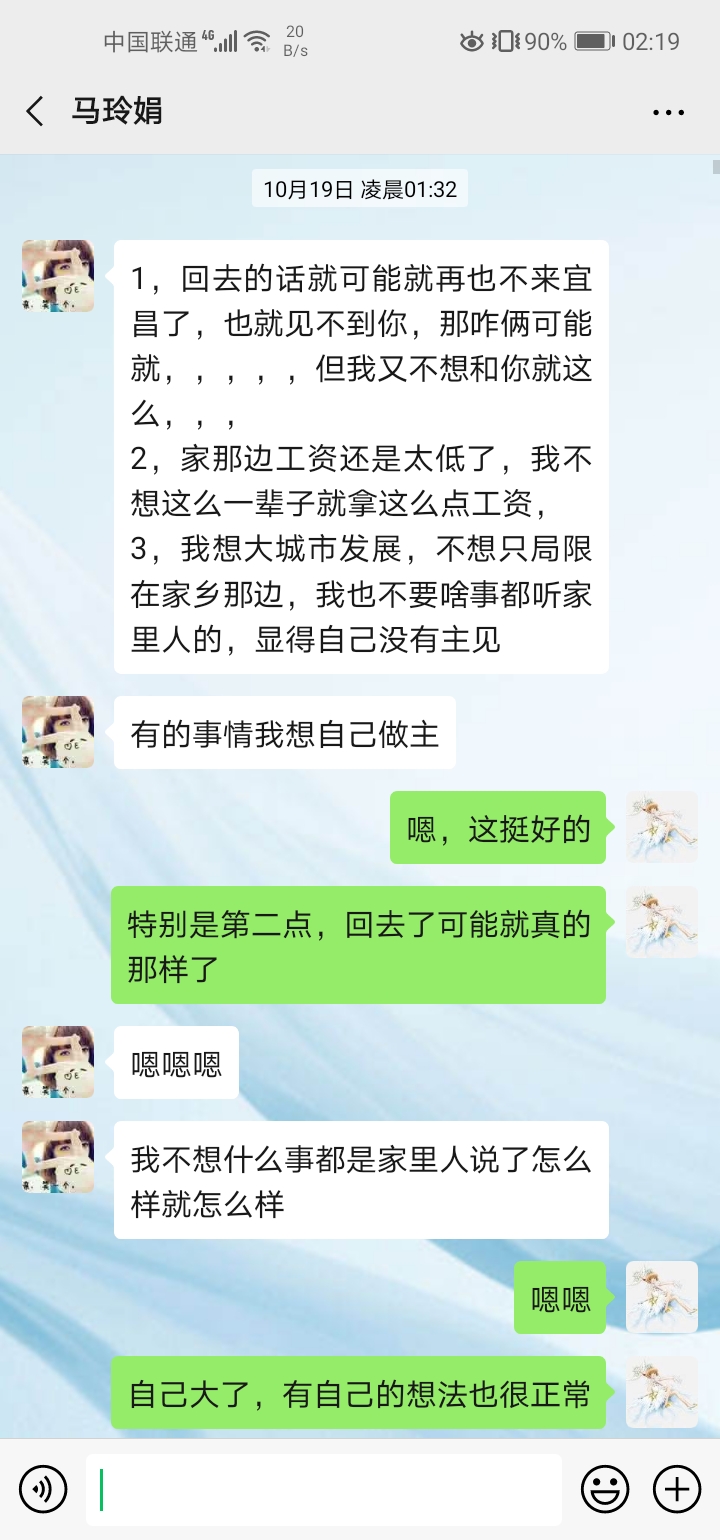 中国联通 4G 20 B/s 90% 02:19
马玲娟
10月19日 凌晨01:32
1，回去的话就可能就再也不来宜
昌了，也就见不到你，那咋俩可能
就，，，，，但我又不想和你就这
么，，，
2，家那边工资还是太低了，我不
想这么一辈子就拿这么点工资，
3，我想大城市发展，不想只局限
在家乡那边，我也不要啥事都听家
里人的，显得自己没有主见
有的事情我想自己做主
嗯，这挺好的
特别是第二点，回去了可能就真的
那样了
嗯嗯嗯
我不想什么事都是家里人说了怎么
样就怎么样
嗯嗯
自己大了，有自己的想法也很正常